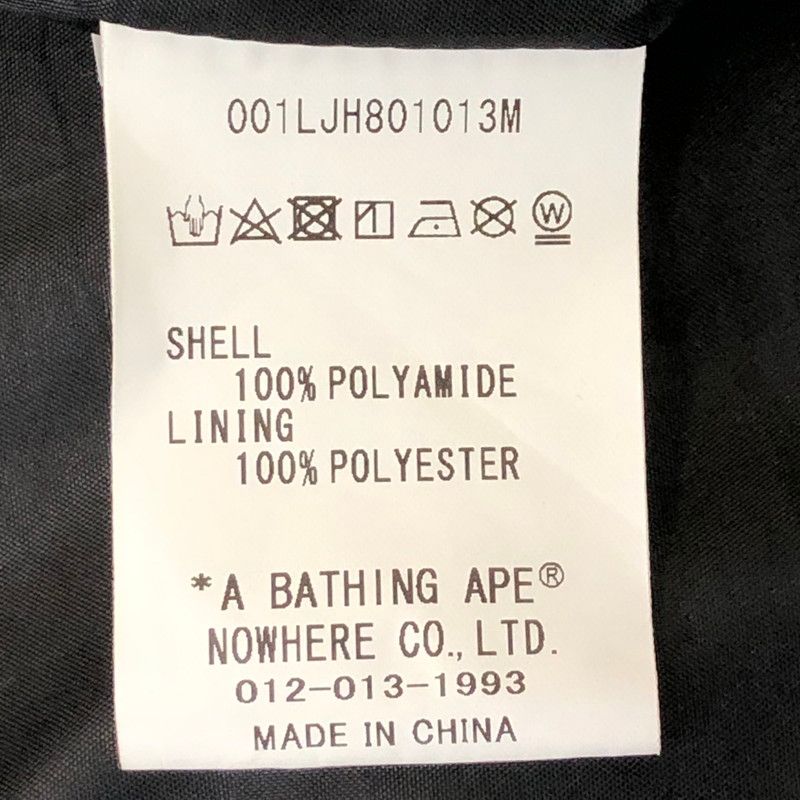 001LJH801013M
W
SHELL
100% POLYAMIDE
LINING
100% POLYESTER
*A BATHING APE®
NOWHERE CO., LTD.
012-013-1993
MADE IN CHINA